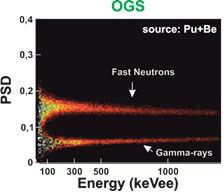 OGS
source: Pu+Be
Fast Neutrons
Gamma-rays
PSD
0,4
0,3
0,2
0,1
0
100 300 500 1000
Energy (keVee)